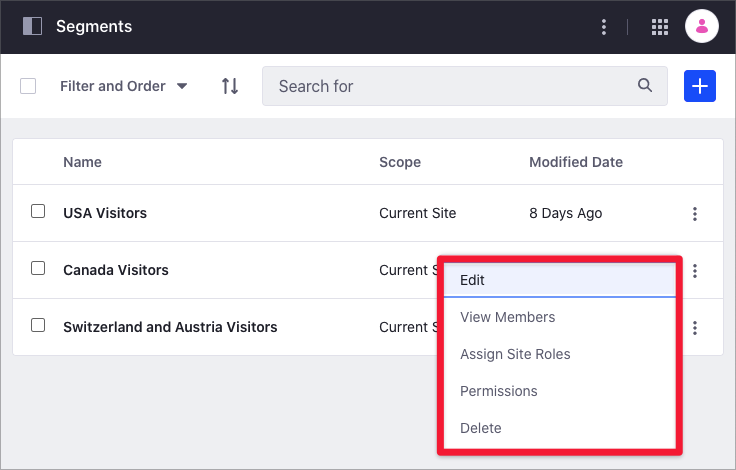 Segments
Filter and Order
Search for
Name Scope Modified Date
USA Visitors Current Site 8 Days Ago
Canada Visitors Current S
Switzerland and Austria Visitors Current S
Edit
View Members
Assign Site Roles
Permissions
Delete